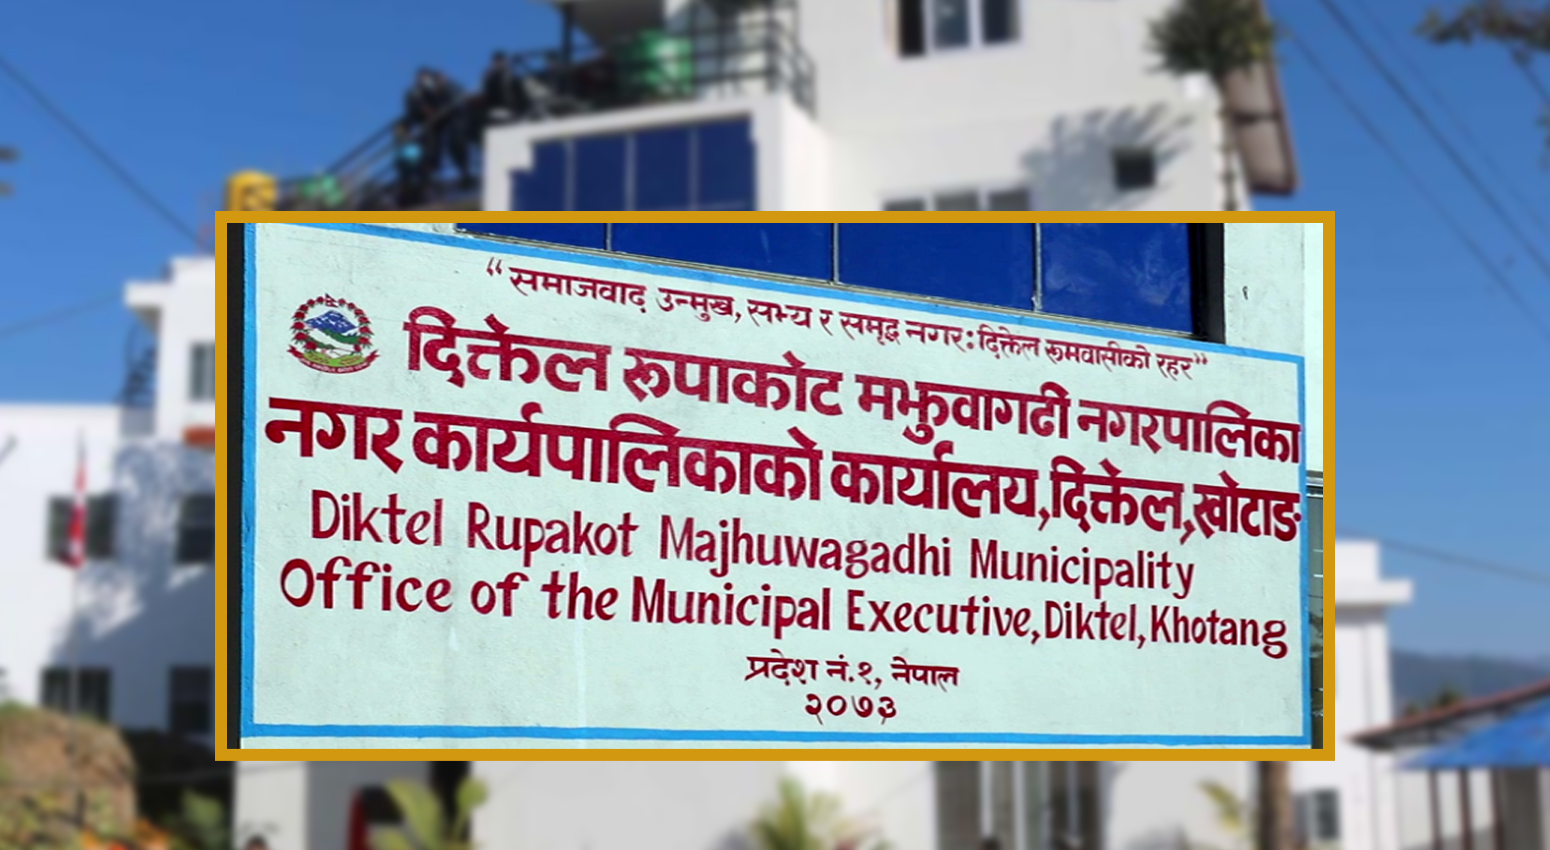 “समाजवाद उन्मुख, सभ्य र समृद्ध नगर: दिक्तेल रूमवासीको रहर”
दिक्तेल रूपाकोट मझुवागढी नगरपालिका
नगर कार्यपालिकाको कार्यालय, दिक्तेल, खोटाङ
Diktel Rupakot Majhuwagadhi Municipality
Office of the Municipal Executive, Diktel, Khotang
प्रदेश नं.१, नेपाल
२०७३